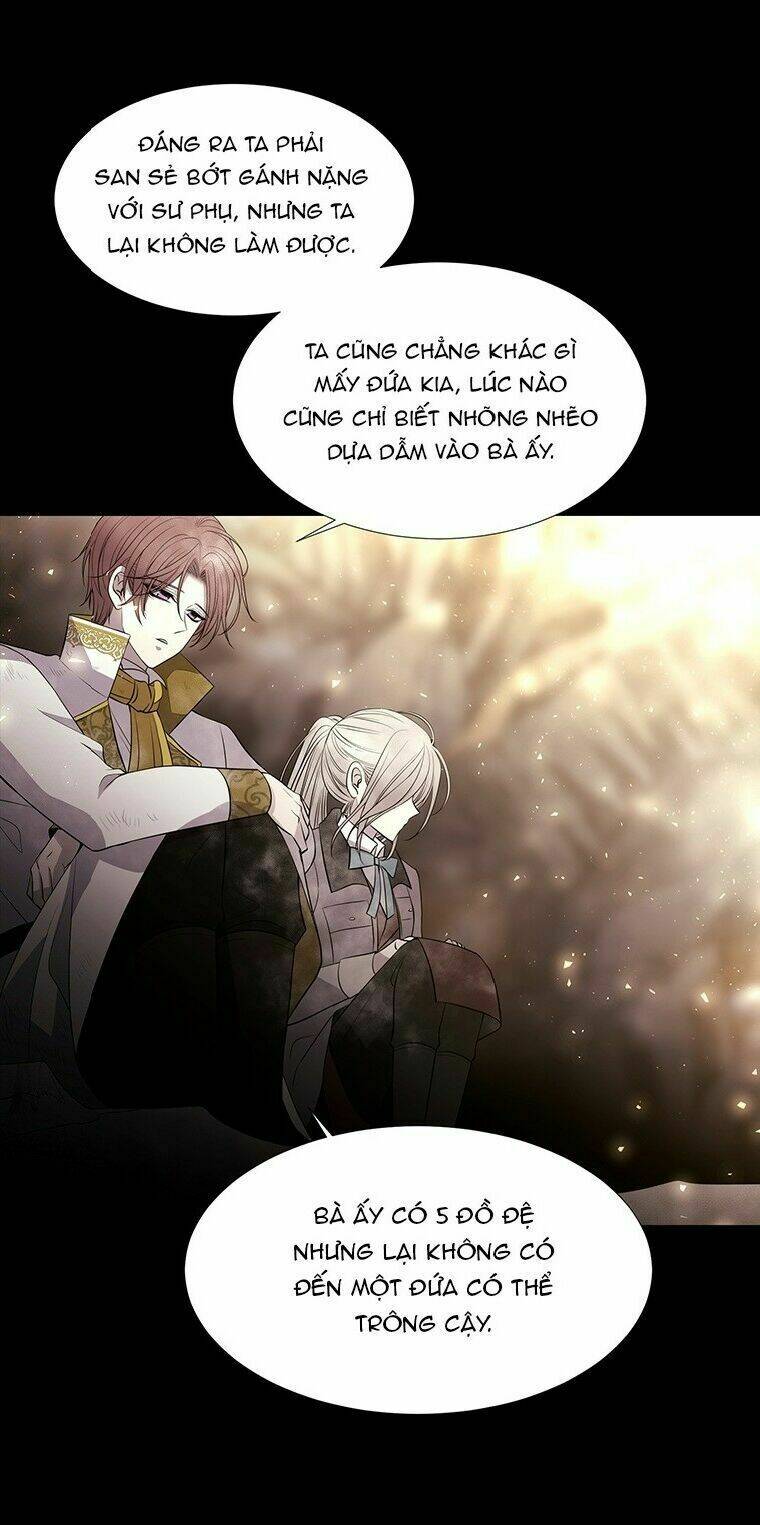 ĐÁNG RA TA PHẢI
SAN SẺ BỚT GÁNH NẶNG
VỚI SƯ PHỤ, NHƯNG TA
LẠI KHÔNG LÀM ĐƯỢC.
TA CŨNG CHẲNG KHÁC GÌ
MẤY ĐỨA KIA, LÚC NÀO
CŨNG CHỈ BIẾT NHÕNG NHẼO
DỰA DẪM VÀO BÀ ẤY.
BÀ ẤY CÓ 5 ĐỒ ĐỆ
NHƯNG LẠI KHÔNG CÓ
ĐẾN MỘT ĐỨA CÓ THỂ
TRÔNG CẬY.